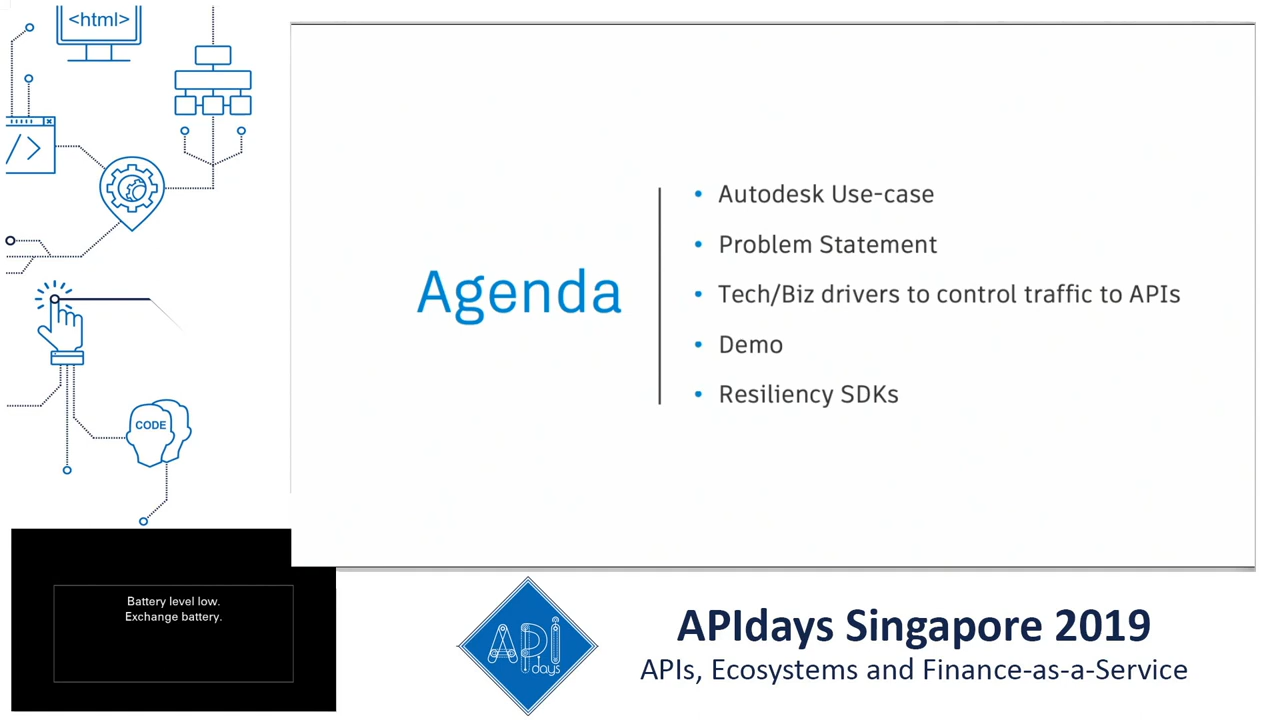 <html>
</>
CODE
Agenda
Autodesk Use-case
Problem Statement
Tech/Biz drivers to control traffic to APIs
Demo
Resiliency SDKs
Battery level low.
Exchange battery.
API
days
APIdays Singapore 2019
APIs, Ecosystems and Finance-as-a-Service